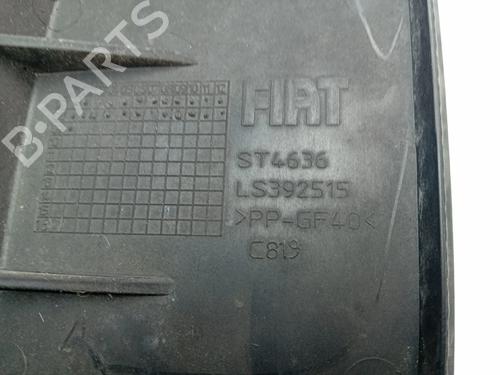 B-PARTS
FIAT
ST4636
LS392515
>PP-GF40<
C819